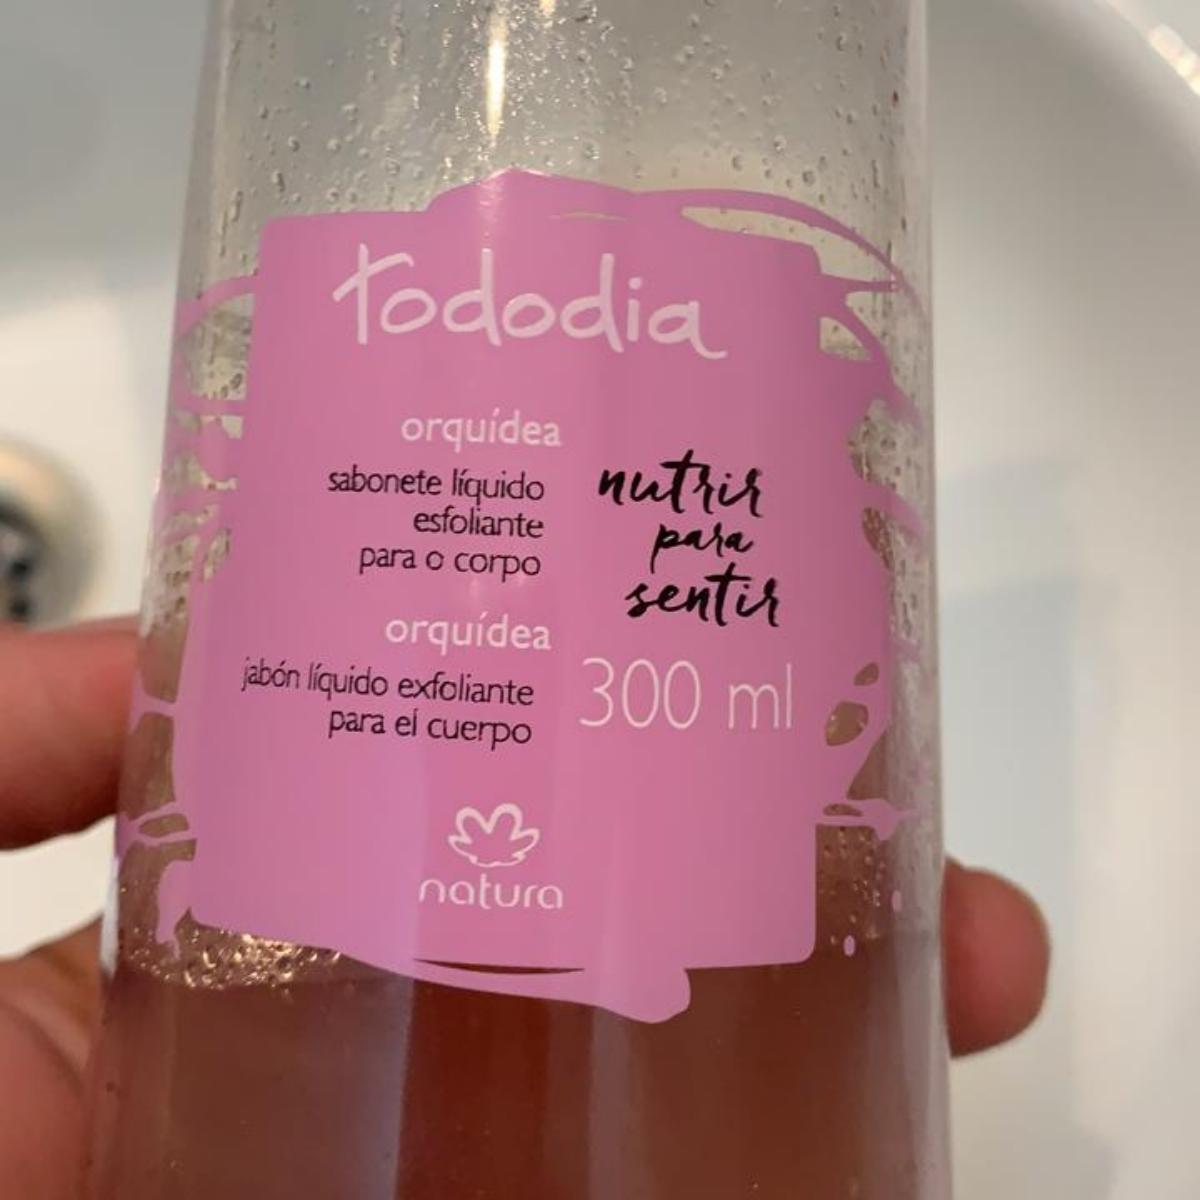 tododia
orquídea
sabonete líquido
esfoliante
para o corpo
nutrir
para
sentir
orquídea
jabón líquido exfoliante
para el cuerpo
300 ml
natura